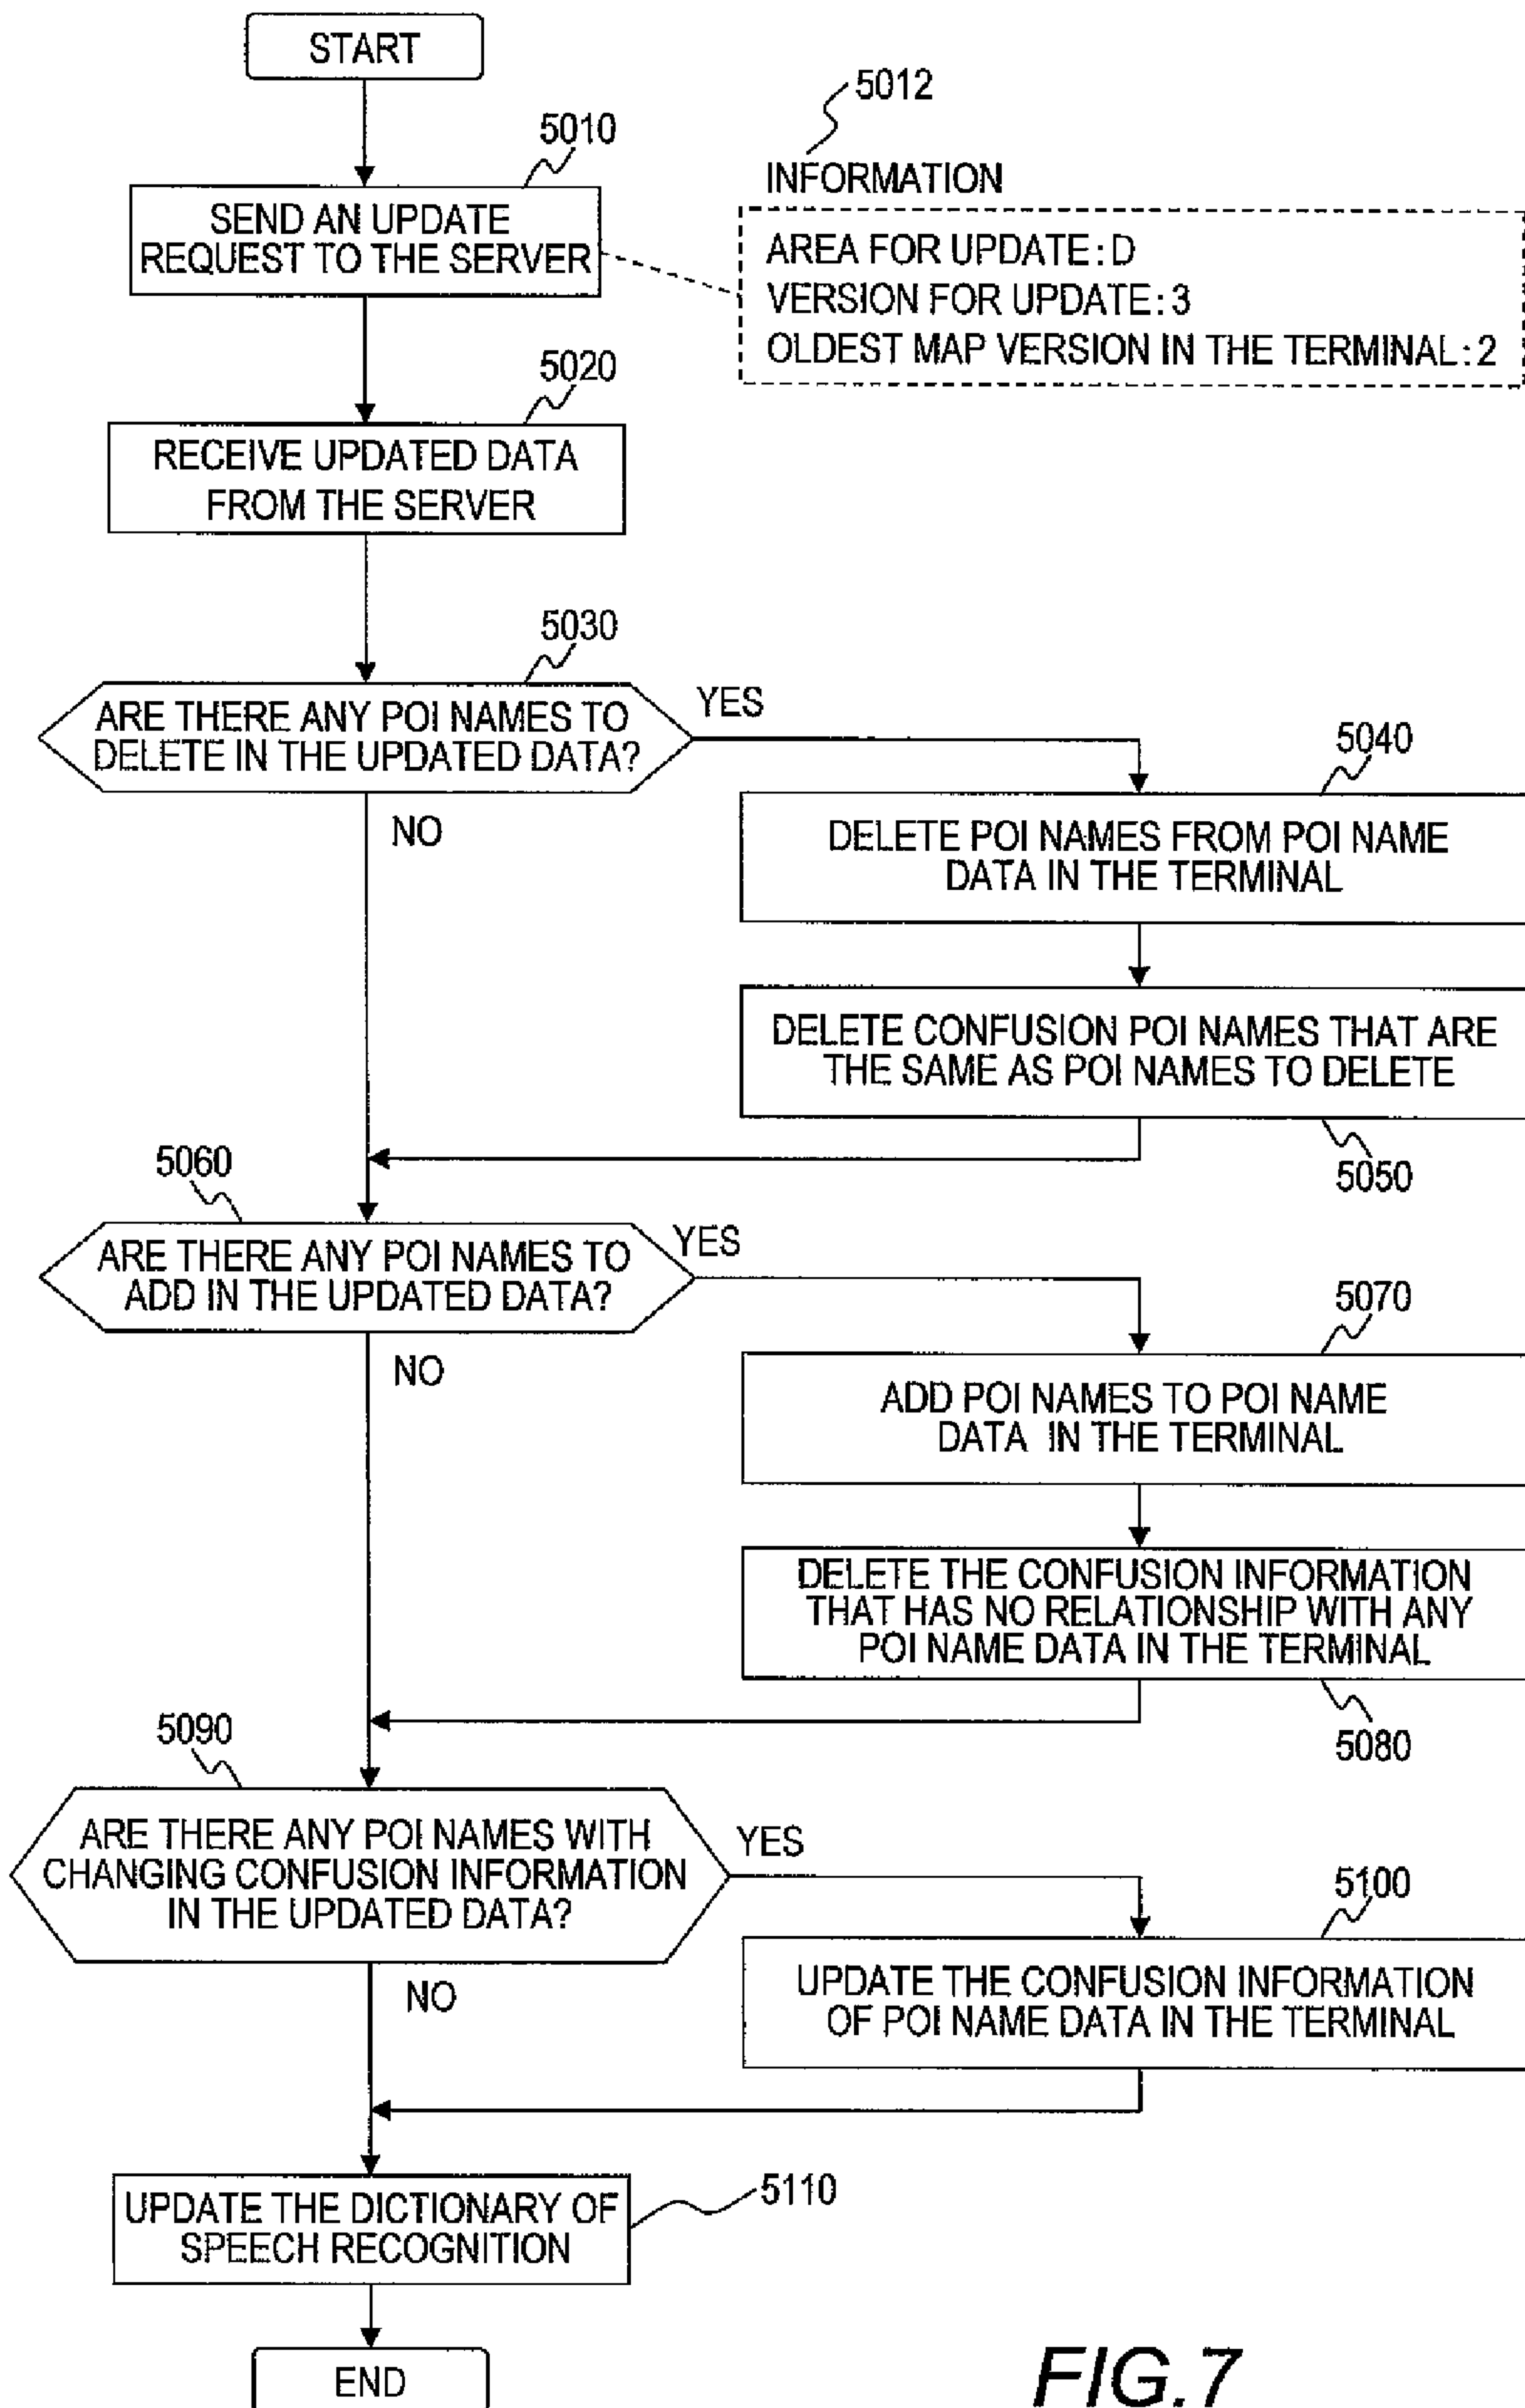 START
5012
5010
INFORMATION
SEND AN UPDATE
REQUEST TO THE SERVER
AREA FOR UPDATE: D
VERSION FOR UPDATE: 3
OLDEST MAP VERSION IN THE TERMINAL: 2
5020
RECEIVE UPDATED DATA
FROM THE SERVER
5030
ARE THERE ANY POI NAMES TO
DELETE IN THE UPDATED DATA?
YES
NO
5040
DELETE POI NAMES FROM POI NAME
DATA IN THE TERMINAL
DELETE CONFUSION POI NAMES THAT ARE
THE SAME AS POI NAMES TO DELETE
5050
5060
ARE THERE ANY POI NAMES TO
ADD IN THE UPDATED DATA?
YES
NO
5070
ADD POI NAMES TO POI NAME
DATA IN THE TERMINAL
DELETE THE CONFUSION INFORMATION
THAT HAS NO RELATIONSHIP WITH ANY
POI NAME DATA IN THE TERMINAL
5080
5090
ARE THERE ANY POI NAMES WITH
CHANGING CONFUSION INFORMATION
IN THE UPDATED DATA?
YES
NO
5100
UPDATE THE CONFUSION INFORMATION
OF POI NAME DATA IN THE TERMINAL
5110
UPDATE THE DICTIONARY OF
SPEECH RECOGNITION
END
FIG.7